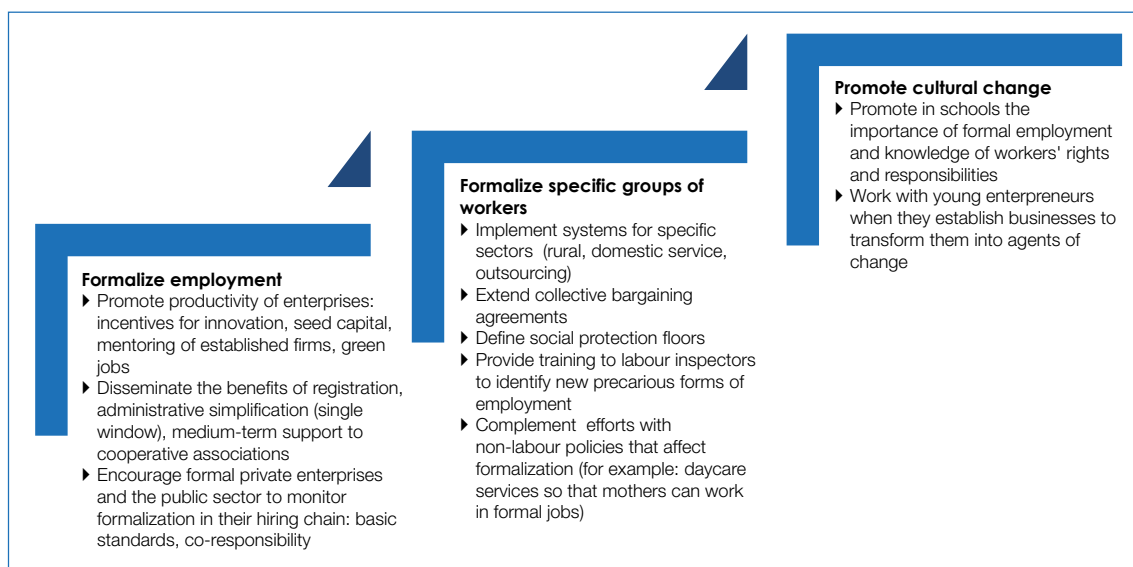 Formalize employment
▶ Promote productivity of enterprises:
incentives for innovation, seed capital,
mentoring of established firms, green
jobs
▶ Disseminate the benefits of registration,
administrative simplification (single
window), medium-term support to
cooperative associations
▶ Encourage formal private enterprises
and the public sector to monitor
formalization in their hiring chain: basic
standards, co-responsibility
Formalize specific groups of
workers
▶ Implement systems for specific
sectors (rural, domestic service,
outsourcing)
▶ Extend collective bargaining
agreements
▶ Define social protection floors
▶ Provide training to labour inspectors
to identify new precarious forms of
employment
▶ Complement efforts with
non-labour policies that affect
formalization (for example: daycare
services so that mothers can work
in formal jobs)
Promote cultural change
▶ Promote in schools the
importance of formal employment
and knowledge of workers' rights
and responsibilities
▶ Work with young enterpreneurs
when they establish businesses to
transform them into agents of
change